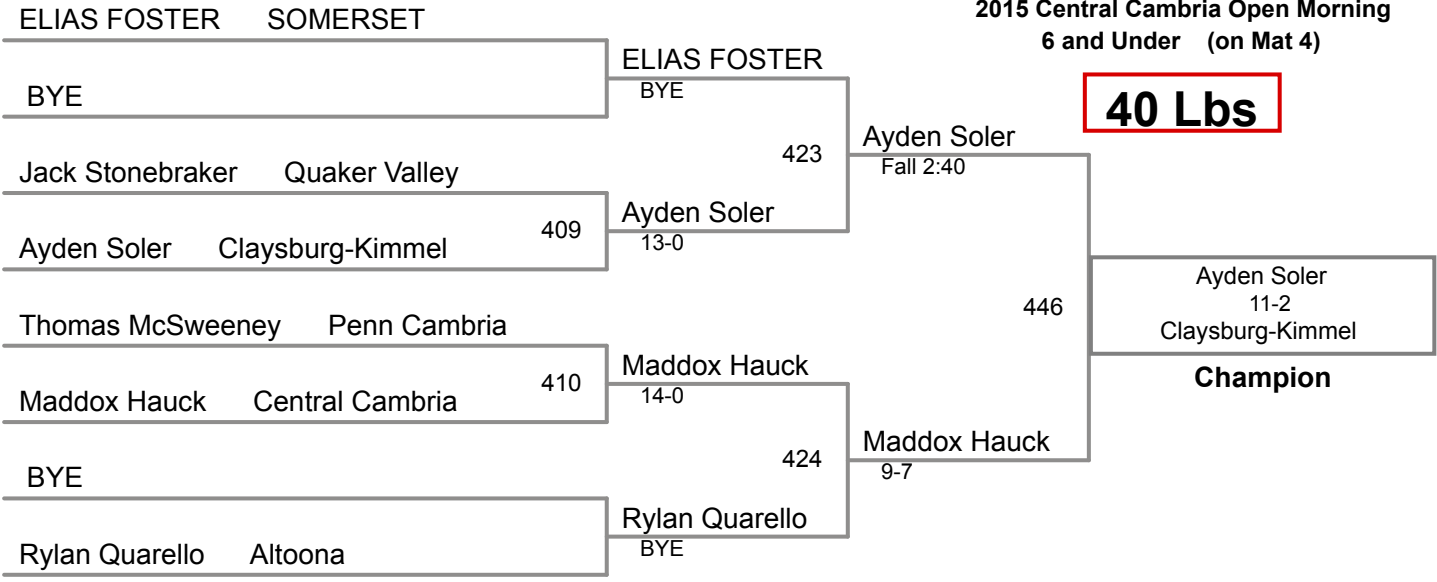 2015 Central Cambria Open Morning
6 and Under (on Mat 4)
40 Lbs
ELIAS FOSTER SOMERSET
BYE
Jack Stonebraker Quaker Valley
Ayden Soler Claysburg-Kimmel
Thomas McSweeney Penn Cambria
Maddox Hauck Central Cambria
BYE
Rylan Quarello Altoona
409
410
ELIAS FOSTER
BYE
Ayden Soler
13-0
Maddox Hauck
14-0
Rylan Quarello
BYE
423
424
Ayden Soler
Fall 2:40
Maddox Hauck
9-7
446
Ayden Soler
11-2
Claysburg-Kimmel
Champion